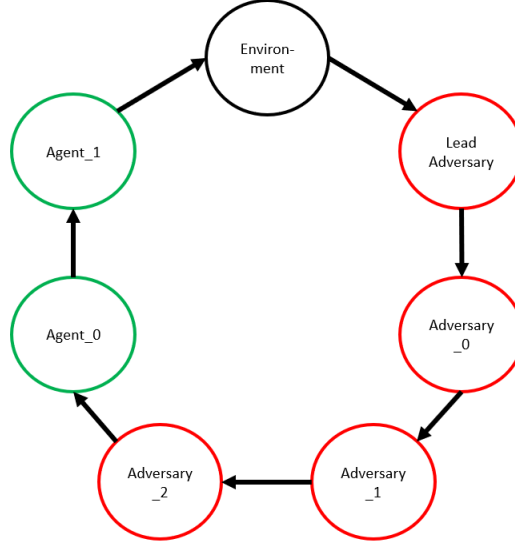 Environ-
ment
Lead
Adversary
Adversary
_0
Adversary
_1
Adversary
_2
Agent_0
Agent_1